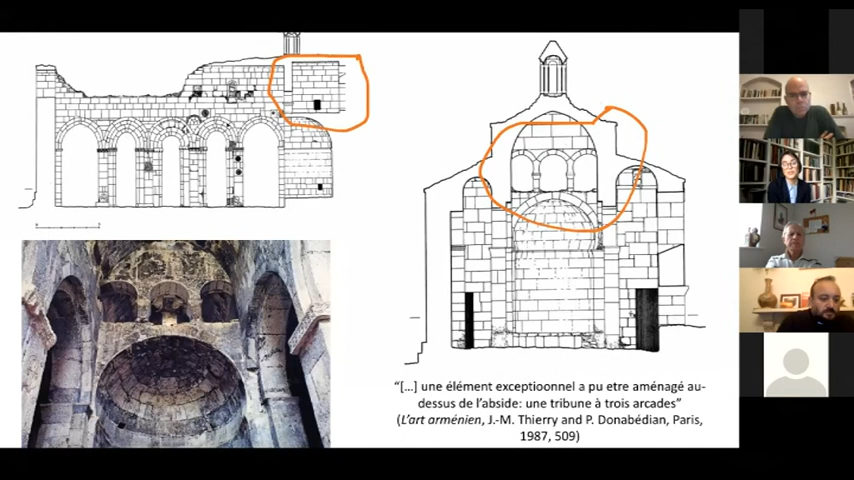 “[…] une élément exceptioonnel a pu etre aménagé au-
dessus de l’abside: une tribune à trois arcades”
(L’art arménien, J.-M. Thierry and P. Donabédian, Paris,
1987, 509)